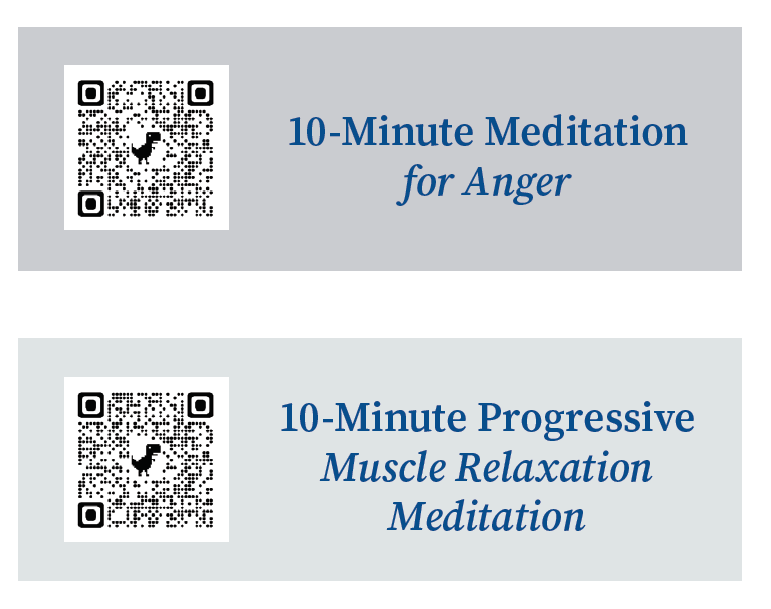 10-Minute Meditation
for Anger
10-Minute Progressive
Muscle Relaxation
Meditation